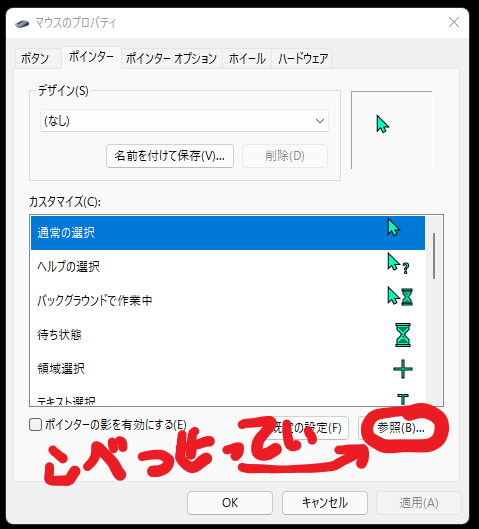 マウスのプロパティ
ボタン ポインター ポインター オプション ホイール ハードウェア
デザイン(S)
(なし)
名前を付けて保存(V)... 削除(D)
カスタマイズ(C):
通常の選択
ヘルプの選択
バックグラウンドで作業中
待ち状態
領域選択
テキスト選択
ポインターの影を有効にする(E) 既定の設定(F) 参照(B)...
こべっせってい
OK キャンセル 適用(A)